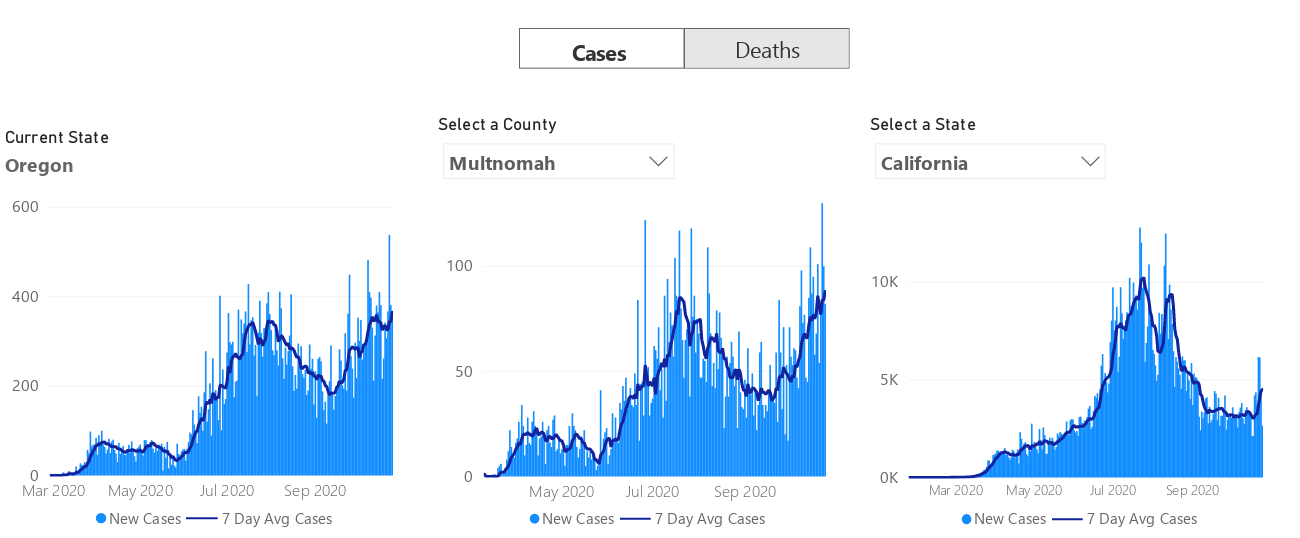 Cases Deaths
Current State
Oregon
600
400
200
0
Mar 2020 May 2020 Jul 2020 Sep 2020
New Cases 7 Day Avg Cases
Select a County
Multnomah
100
50
0
May 2020 Jul 2020 Sep 2020
New Cases 7 Day Avg Cases
Select a State
California
10K
5K
0K
Mar 2020 May 2020 Jul 2020 Sep 2020
New Cases 7 Day Avg Cases